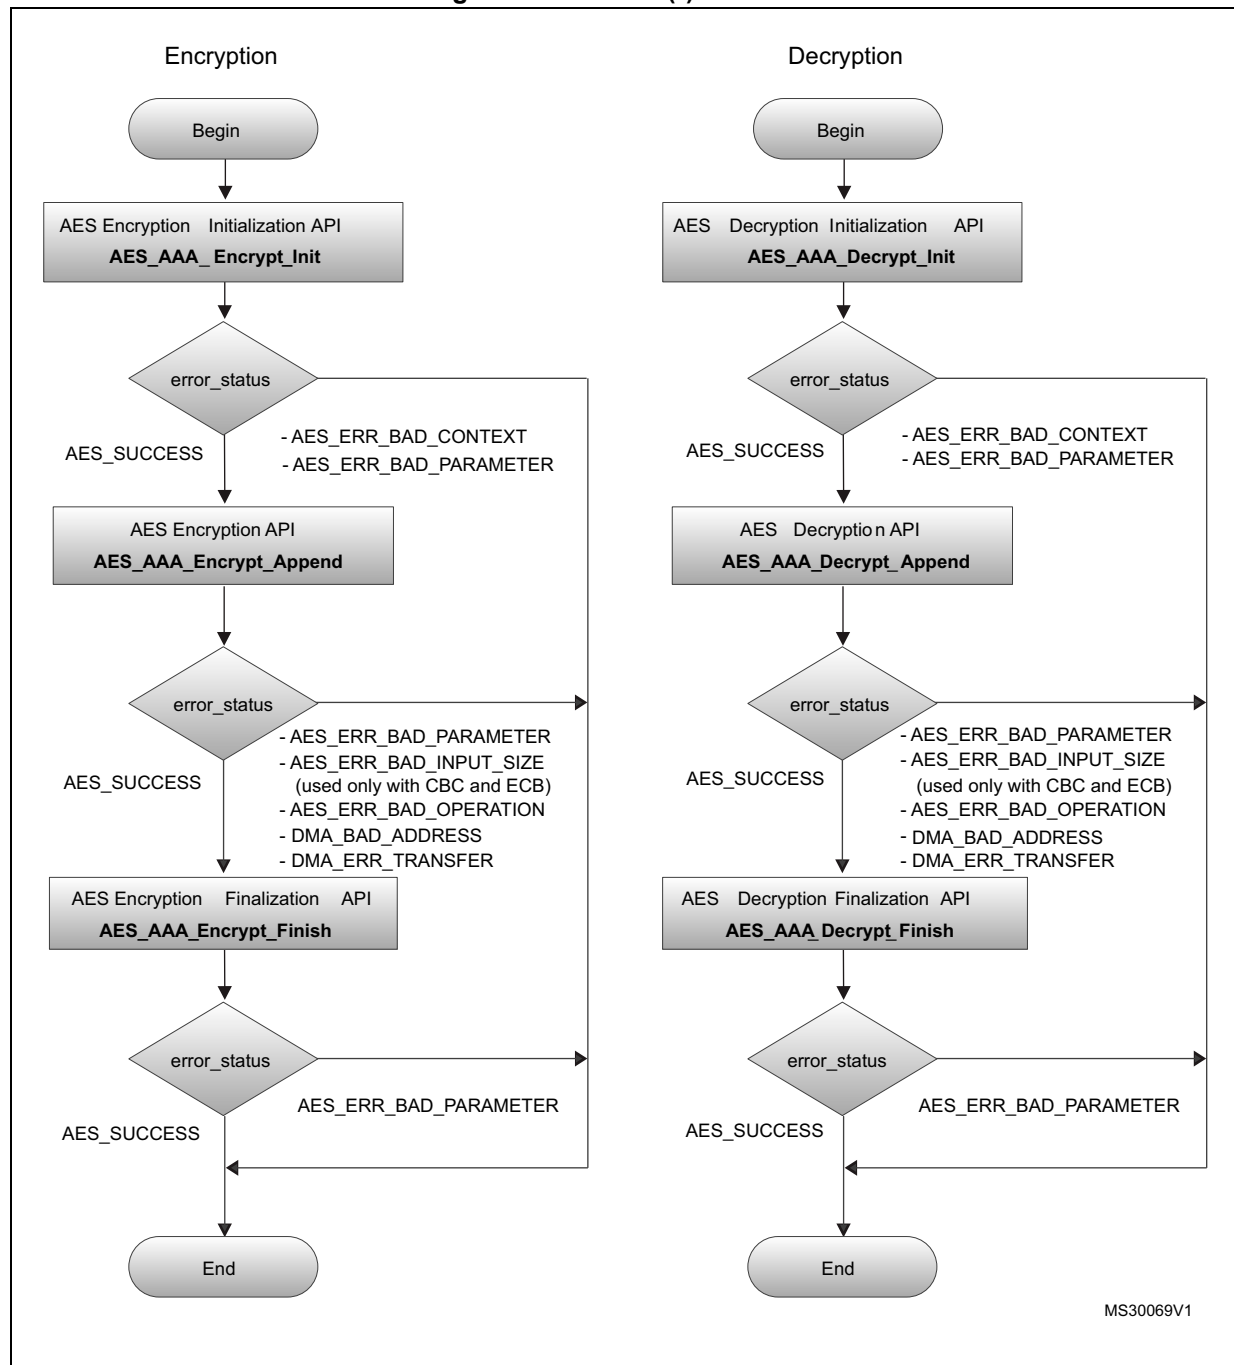 Encryption
Begin
AES Encryption Initialization API
AES_AAA_ Encrypt_Init
error_status
AES_SUCCESS
- AES_ERR_BAD_CONTEXT
- AES_ERR_BAD_PARAMETER
AES Encryption API
AES_AAA_Encrypt_Append
error_status
AES_SUCCESS
- AES_ERR_BAD_PARAMETER
- AES_ERR_BAD_INPUT_SIZE
(used only with CBC and ECB)
- AES_ERR_BAD_OPERATION
- DMA_BAD_ADDRESS
- DMA_ERR_TRANSFER
AES Encryption Finalization API
AES_AAA_Encrypt_Finish
error_status
AES_ERR_BAD_PARAMETER
AES_SUCCESS
End
Decryption
Begin
AES Decryption Initialization API
AES_AAA_Decrypt_Init
error_status
AES_SUCCESS
- AES_ERR_BAD_CONTEXT
- AES_ERR_BAD_PARAMETER
AES Decryption API
AES_AAA_Decrypt_ Append
error_status
AES_SUCCESS
- AES_ERR_BAD_PARAMETER
- AES_ERR_BAD_INPUT_SIZE
(used only with CBC and ECB)
- AES_ERR_BAD_OPERATION
- DMA_BAD_ADDRESS
- DMA_ERR_TRANSFER
AES Decryption Finalization API
AES_AAA_Decrypt_Finish
error_status
AES_ERR_BAD_PARAMETER
AES_SUCCESS
End
MS30069V1